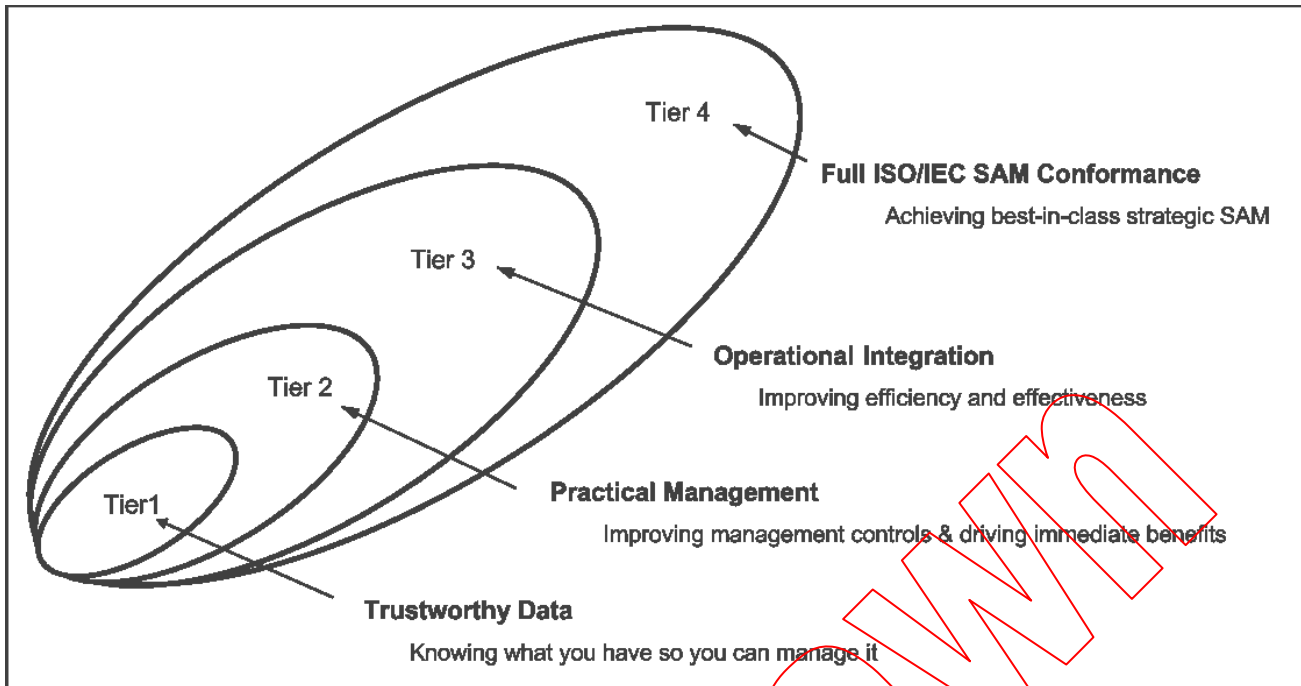 Tier 4
Full ISO/IEC SAM Conformance
Achieving best-in-class strategic SAM
Tier 3
Operational Integration
Improving efficiency and effectiveness
Tier 2
Practical Management
Improving management controls & driving immediate benefits
Tier1
Trustworthy Data
Knowing what you have so you can manage it
own